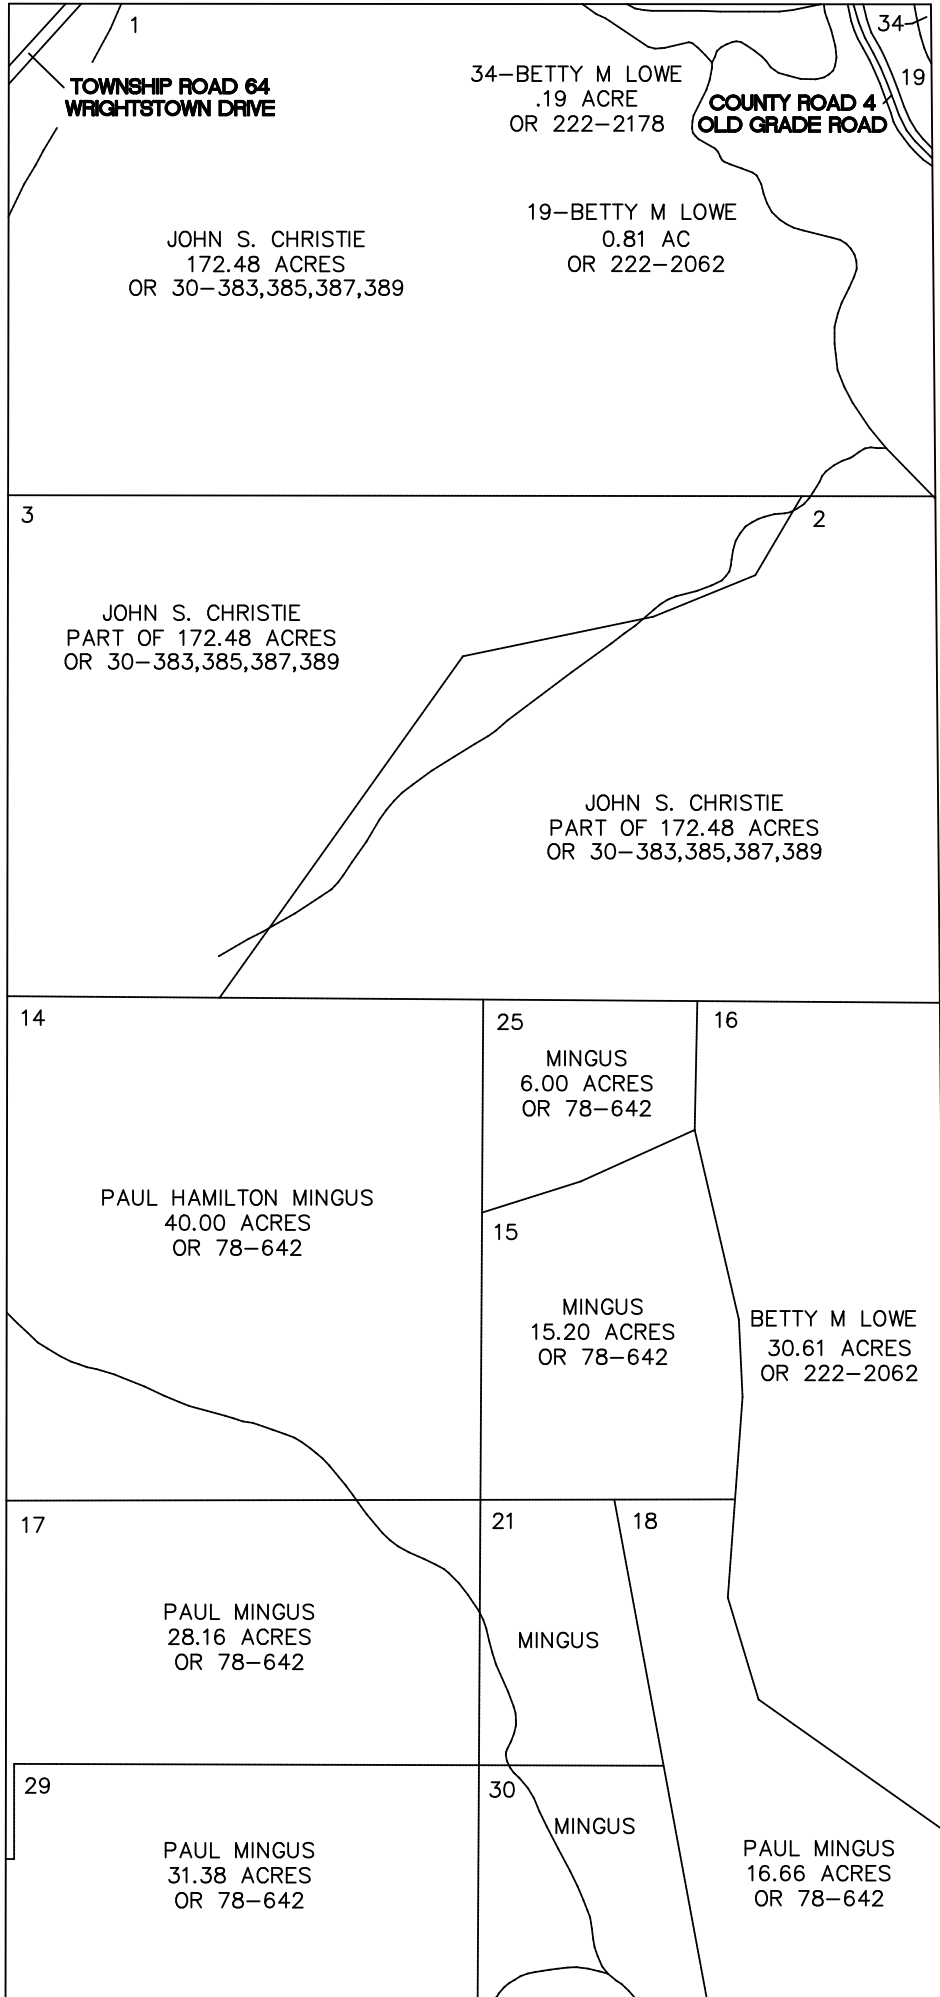 1
34
19
TOWNSHIP ROAD 64
WRIGHTSTOWN DRIVE
34-BETTY M LOWE
.19 ACRE
OR 222-2178
COUNTY ROAD 4
OLD GRADE ROAD
19-BETTY M LOWE
0.81 AC
OR 222-2062
JOHN S. CHRISTIE
172.48 ACRES
OR 30-383,385,387,389
3
2
JOHN S. CHRISTIE
PART OF 172.48 ACRES
OR 30-383,385,387,389
JOHN S. CHRISTIE
PART OF 172.48 ACRES
OR 30-383,385,387,389
14
25
16
MINGUS
6.00 ACRES
OR 78-642
PAUL HAMILTON MINGUS
40.00 ACRES
OR 78-642
15
MINGUS
15.20 ACRES
OR 78-642
BETTY M LOWE
30.61 ACRES
OR 222-2062
17
21
18
PAUL MINGUS
28.16 ACRES
OR 78-642
MINGUS
29
30
MINGUS
PAUL MINGUS
31.38 ACRES
OR 78-642
PAUL MINGUS
16.66 ACRES
OR 78-642